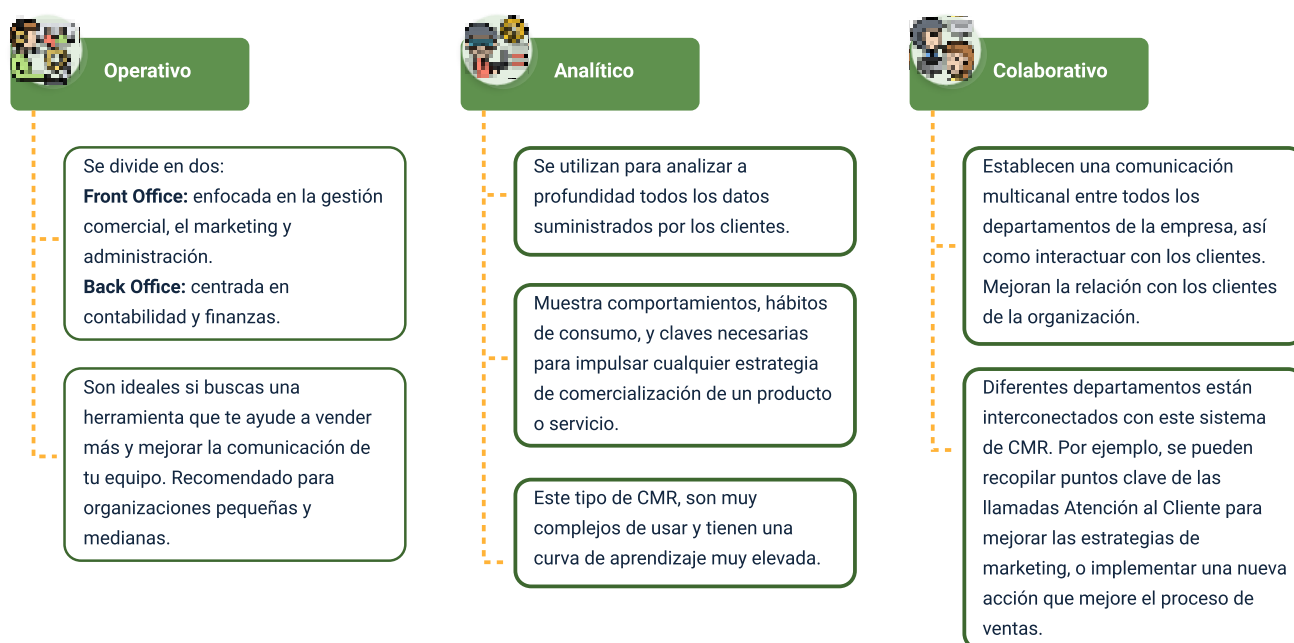 Operativo
Se divide en dos:
Front Office: enfocada en la gestión
comercial, el marketing y
administración.
Back Office: centrada en
contabilidad y finanzas.
Son ideales si buscas una
herramienta que te ayude a vender
más y mejorar la comunicación de
tu equipo. Recomendado para
organizaciones pequeñas y
medianas.
Analítico
Se utilizan para analizar a
profundidad todos los datos
suministrados por los clientes.
Muestra comportamientos, hábitos
de consumo, y claves necesarias
para impulsar cualquier estrategia
de comercialización de un producto
o servicio.
Este tipo de CMR, son muy
complejos de usar y tienen una
curva de aprendizaje muy elevada.
Colaborativo
Establecen una comunicación
multicanal entre todos los
departamentos de la empresa, así
como interactuar con los clientes.
Mejoran la relación con los clientes
de la organización.
Diferentes departamentos están
interconectados con este sistema
de CMR. Por ejemplo, se pueden
recopilar puntos clave de las
llamadas Atención al Cliente para
mejorar las estrategias de
marketing, o implementar una nueva
acción que mejore el proceso de
ventas.